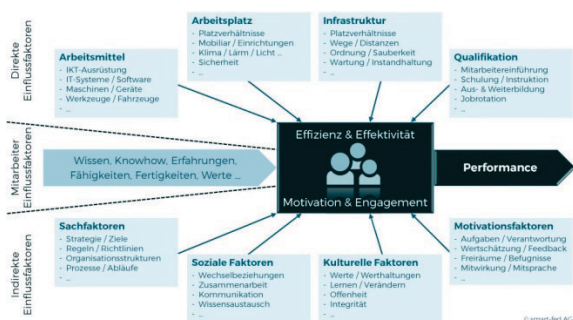 Direkte
Einflussfaktoren
Arbeitsmittel
- IKT-Ausrüstung
- IT-Systeme / Software
- Maschinen / Geräte
- Werkzeuge / Fahrzeuge
- ...
Arbeitsplatz
- Platzverhältnisse
- Mobiliar / Einrichtungen
- Klima / Lärm / Licht ..
- Sicherheit
- ...
Infrastruktur
- Platzverhältnisse
- Wege / Distanzen
- Ordnung / Sauberkeit
- Wartung / Instandhaltung
- ...
Qualifikation
- Mitarbeitereinführung
- Schulung / Instruktion
- Aus- & Weiterbildung
- Jobrotation
- ...
Mitarbeiter
Einflussfaktoren
Wissen, Knowhow, Erfahrungen,
Fähigkeiten, Fertigkeiten, Werte ...
Effizienz & Effektivität
Motivation & Engagement
Performance
Indirekte
Einflussfaktoren
Sachfaktoren
- Strategie / Ziele
- Regeln / Richtlinien
- Organisationsstrukturen
- Prozesse / Abläufe
- ...
Soziale Faktoren
- Wechselbeziehungen
- Zusammenarbeit
- Kommunikation
- Wissensaustausch
- ...
Kulturelle Faktoren
- Werte / Werthaltungen
- Lernen / Verändern
- Offenheit
- Integrität
- ...
Motivationsfaktoren
- Aufgaben / Verantwortung
- Wertschätzung / Feedback
- Freiräume / Befugnisse
- Mitwirkung / Mitsprache
- ...